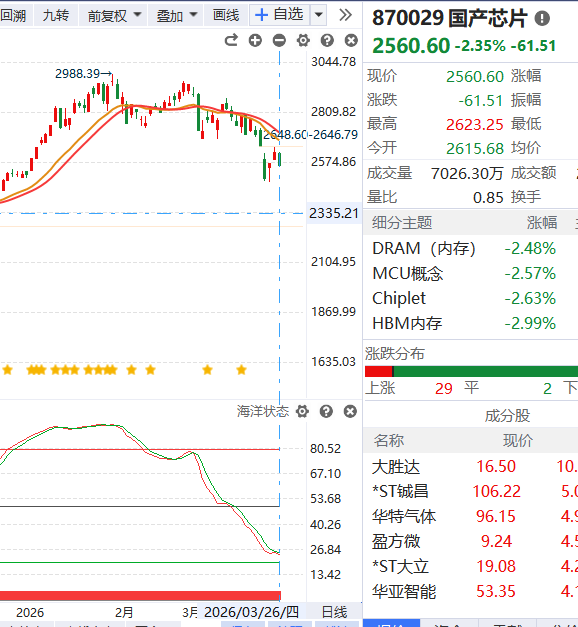 回溯 九转 前复权 叠加 画线 + 自选
870029 国产芯片
2560.60 -2.35% -61.51
现价 2560.60 涨幅
涨跌 -61.51 振幅
最高 2623.25 最低
今开 2615.68 均价
成交量 7026.30万 成交额
量比 0.85 换手
细分主题 涨幅
DRAM（内存） -2.48%
MCU概念 -2.57%
Chiplet -2.63%
HBM内存 -2.99%
涨跌分布
上涨 29 平 2 下
成分股
名称 现价
大胜达 16.50 10.
*ST铖昌 106.22 5.0
华特气体 96.15 4.9
盈方微 9.24 4.5
*ST大立 19.08 4.2
华亚智能 53.35 4.1
3044.78
2988.39→
2809.82
2648.60-2646.79
2574.86
2335.21
2104.95
1869.99
1635.03
海洋状态
80.52
67.10
53.68
40.26
26.84
13.42
2026 2月 3月 2026/03/26/四 日线